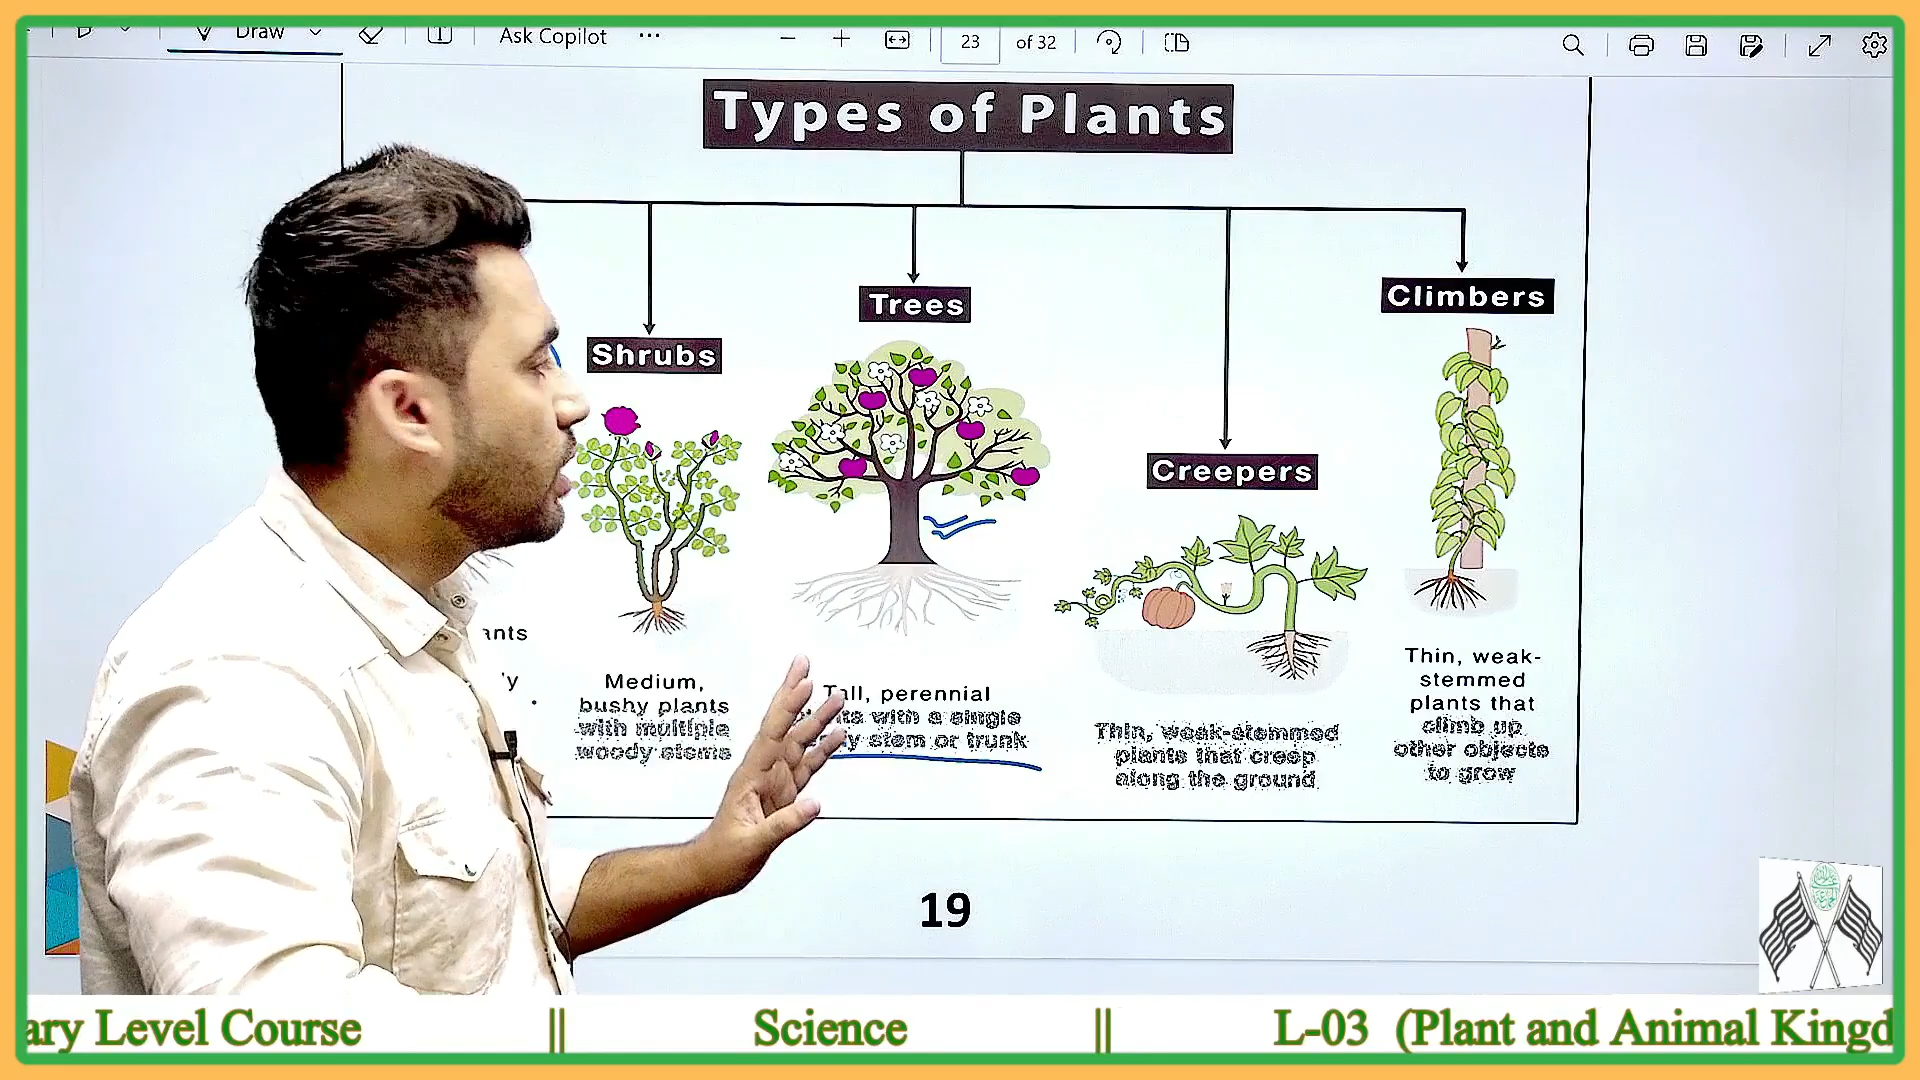 Draw
Ask Copilot
23 of 32
Types of Plants
Shrubs
Trees
Creepers
Climbers
Medium,
bushy plants
with multiple
woody stems
Tall, perennial
with a single
stem or trunk
Thin, weak-stemmed
plants that creep
along the ground
Thin, weak-
stemmed
plants that
climb up
other objects
to grow
19
Level Course || Science || L-03 (Plant and Animal